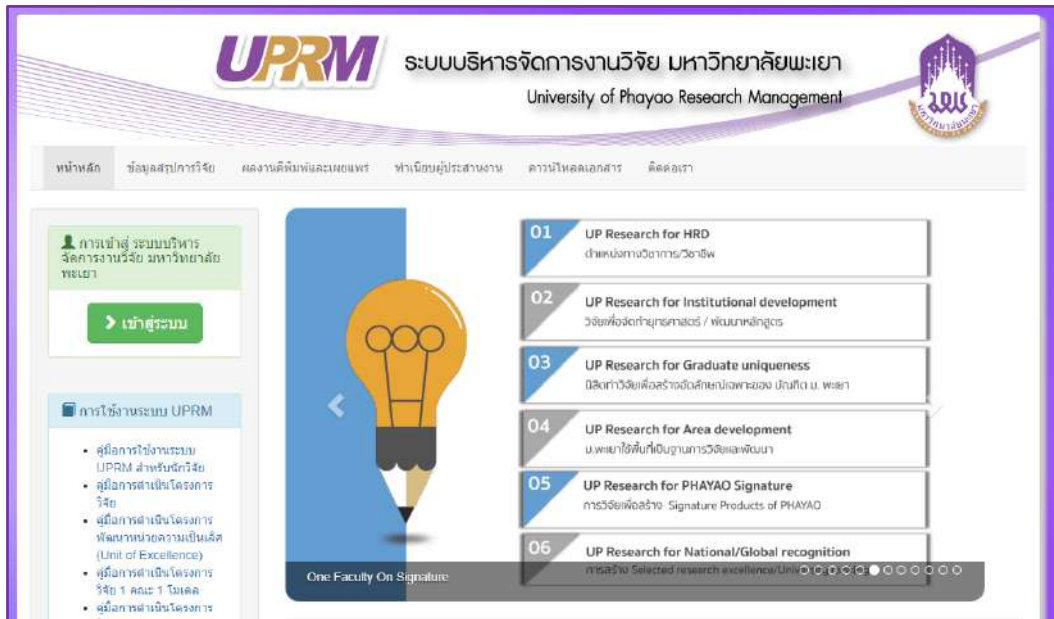 UPRM
ระบบบริหารจัดการงานวิจัย มหาวิทยาลัยพะเยา
University of Phayao Research Management
มหาวิทยาลัยพะเยา
หน้าหลัก ข้อมูลสรุปการวิจัย ผลงานตีพิมพ์และเผยแพร่ ทำเนียบผู้ประสานงาน ดาวน์โหลดเอกสาร ติดต่อเรา
การเข้าสู่ ระบบบริหาร
จัดการงานวิจัย มหาวิทยาลัย
พะเยา
เข้าสู่ระบบ
การใช้งานระบบ UPRM
คู่มือการใช้งานระบบ
UPRM สำหรับนักวิจัย
คู่มือการดำเนินโครงการ
วิจัย
คู่มือการดำเนินโครงการ
พัฒนาหน่วยความเป็นเลิศ
(Unit of Excellence)
คู่มือการดำเนินโครงการ
วิจัย 1 คณะ 1 โมเดล
คู่มือการดำเนินโครงการ
01 UP Research for HRD
ตำแหน่งทางวิชาการ/วิชาชีพ
02 UP Research for Institutional development
วิจัยเพื่อจัดทำยุทธศาสตร์ / พัฒนาหลักสูตร
03 UP Research for Graduate uniqueness
นิสิตทำวิจัยเพื่อสร้างอัตลักษณ์เฉพาะของ บัณฑิต ม. พะเยา
04 UP Research for Area development
ม.พะเยาใช้พื้นที่เป็นฐานการวิจัยและพัฒนา
05 UP Research for PHAYAO Signature
การวิจัยเพื่อสร้าง Signature Products of PHAYAO
06 UP Research for National/Global recognition
การสร้าง Selected research excellence/
One Faculty On Signature